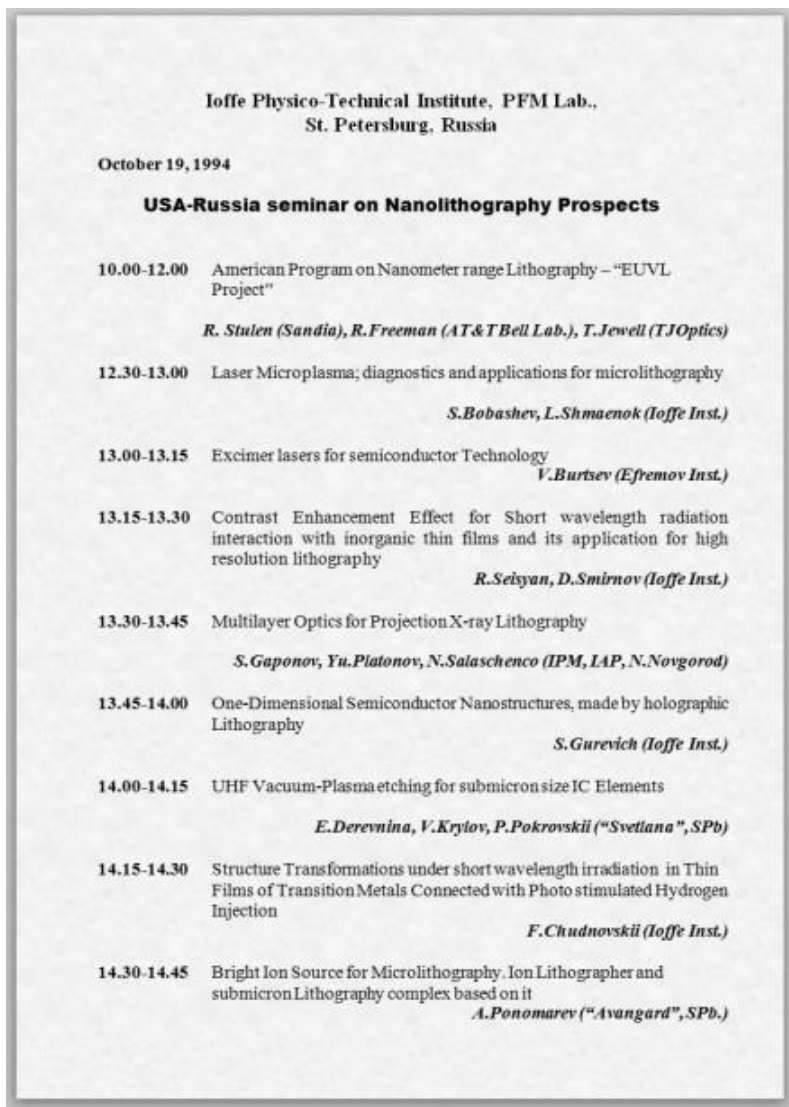 Ioffe Physico-Technical Institute, PFM Lab.,
St. Petersburg, Russia
October 19, 1994
USA-Russia seminar on Nanolithography Prospects
10.00-12.00 American Program on Nanometer range Lithography – “EUVL
Project”
R. Stulen (Sandia), R.Freeman (AT&T Bell Lab.), T.Jewell (TJOptics)
12.30-13.00 Laser Microplasma; diagnostics and applications for microlithography
S.Bobashev, L.Shmaenok (Ioffe Inst.)
13.00-13.15 Excimer lasers for semiconductor Technology
V.Burtsev (Efremov Inst.)
13.15-13.30 Contrast Enhancement Effect for Short wavelength radiation
interaction with inorganic thin films and its application for high
resolution lithography
R.Seisyan, D.Smirnov (Ioffe Inst.)
13.30-13.45 Multilayer Optics for Projection X-ray Lithography
S.Gaponov, Yu.Platonov, N.Salaschenco (IPM, IAP, N.Novgorod)
13.45-14.00 One-Dimensional Semiconductor Nanostructures, made by holographic
Lithography
S.Gurevich (Ioffe Inst.)
14.00-14.15 UHF Vacuum-Plasma etching for submicron size IC Elements
E.Derevnina, V.Krylov, P.Pokrovskii (“Svetlana”, SPb)
14.15-14.30 Structure Transformations under short wavelength irradiation in Thin
Films of Transition Metals Connected with Photo stimulated Hydrogen
Injection
F.Chudnovskii (Ioffe Inst.)
14.30-14.45 Bright Ion Source for Microlithography. Ion Lithographer and
submicron Lithography complex based on it
A.Ponomarev (“Avangard”, SPb.)